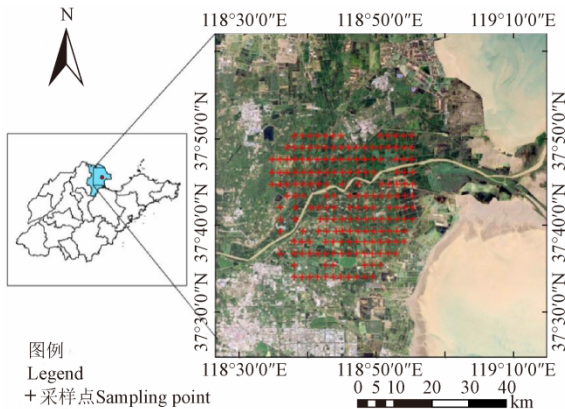 N
118°30′0″E 118°50′0″E 119°10′0″E
37°50′0″N
37°40′0″N
37°30′0″N
37°50′0″N
37°40′0″N
37°30′0″N
118°30′0″E 118°50′0″E 119°10′0″E
图例
Legend
+采样点Sampling point
0 5 10 20 30 40
km